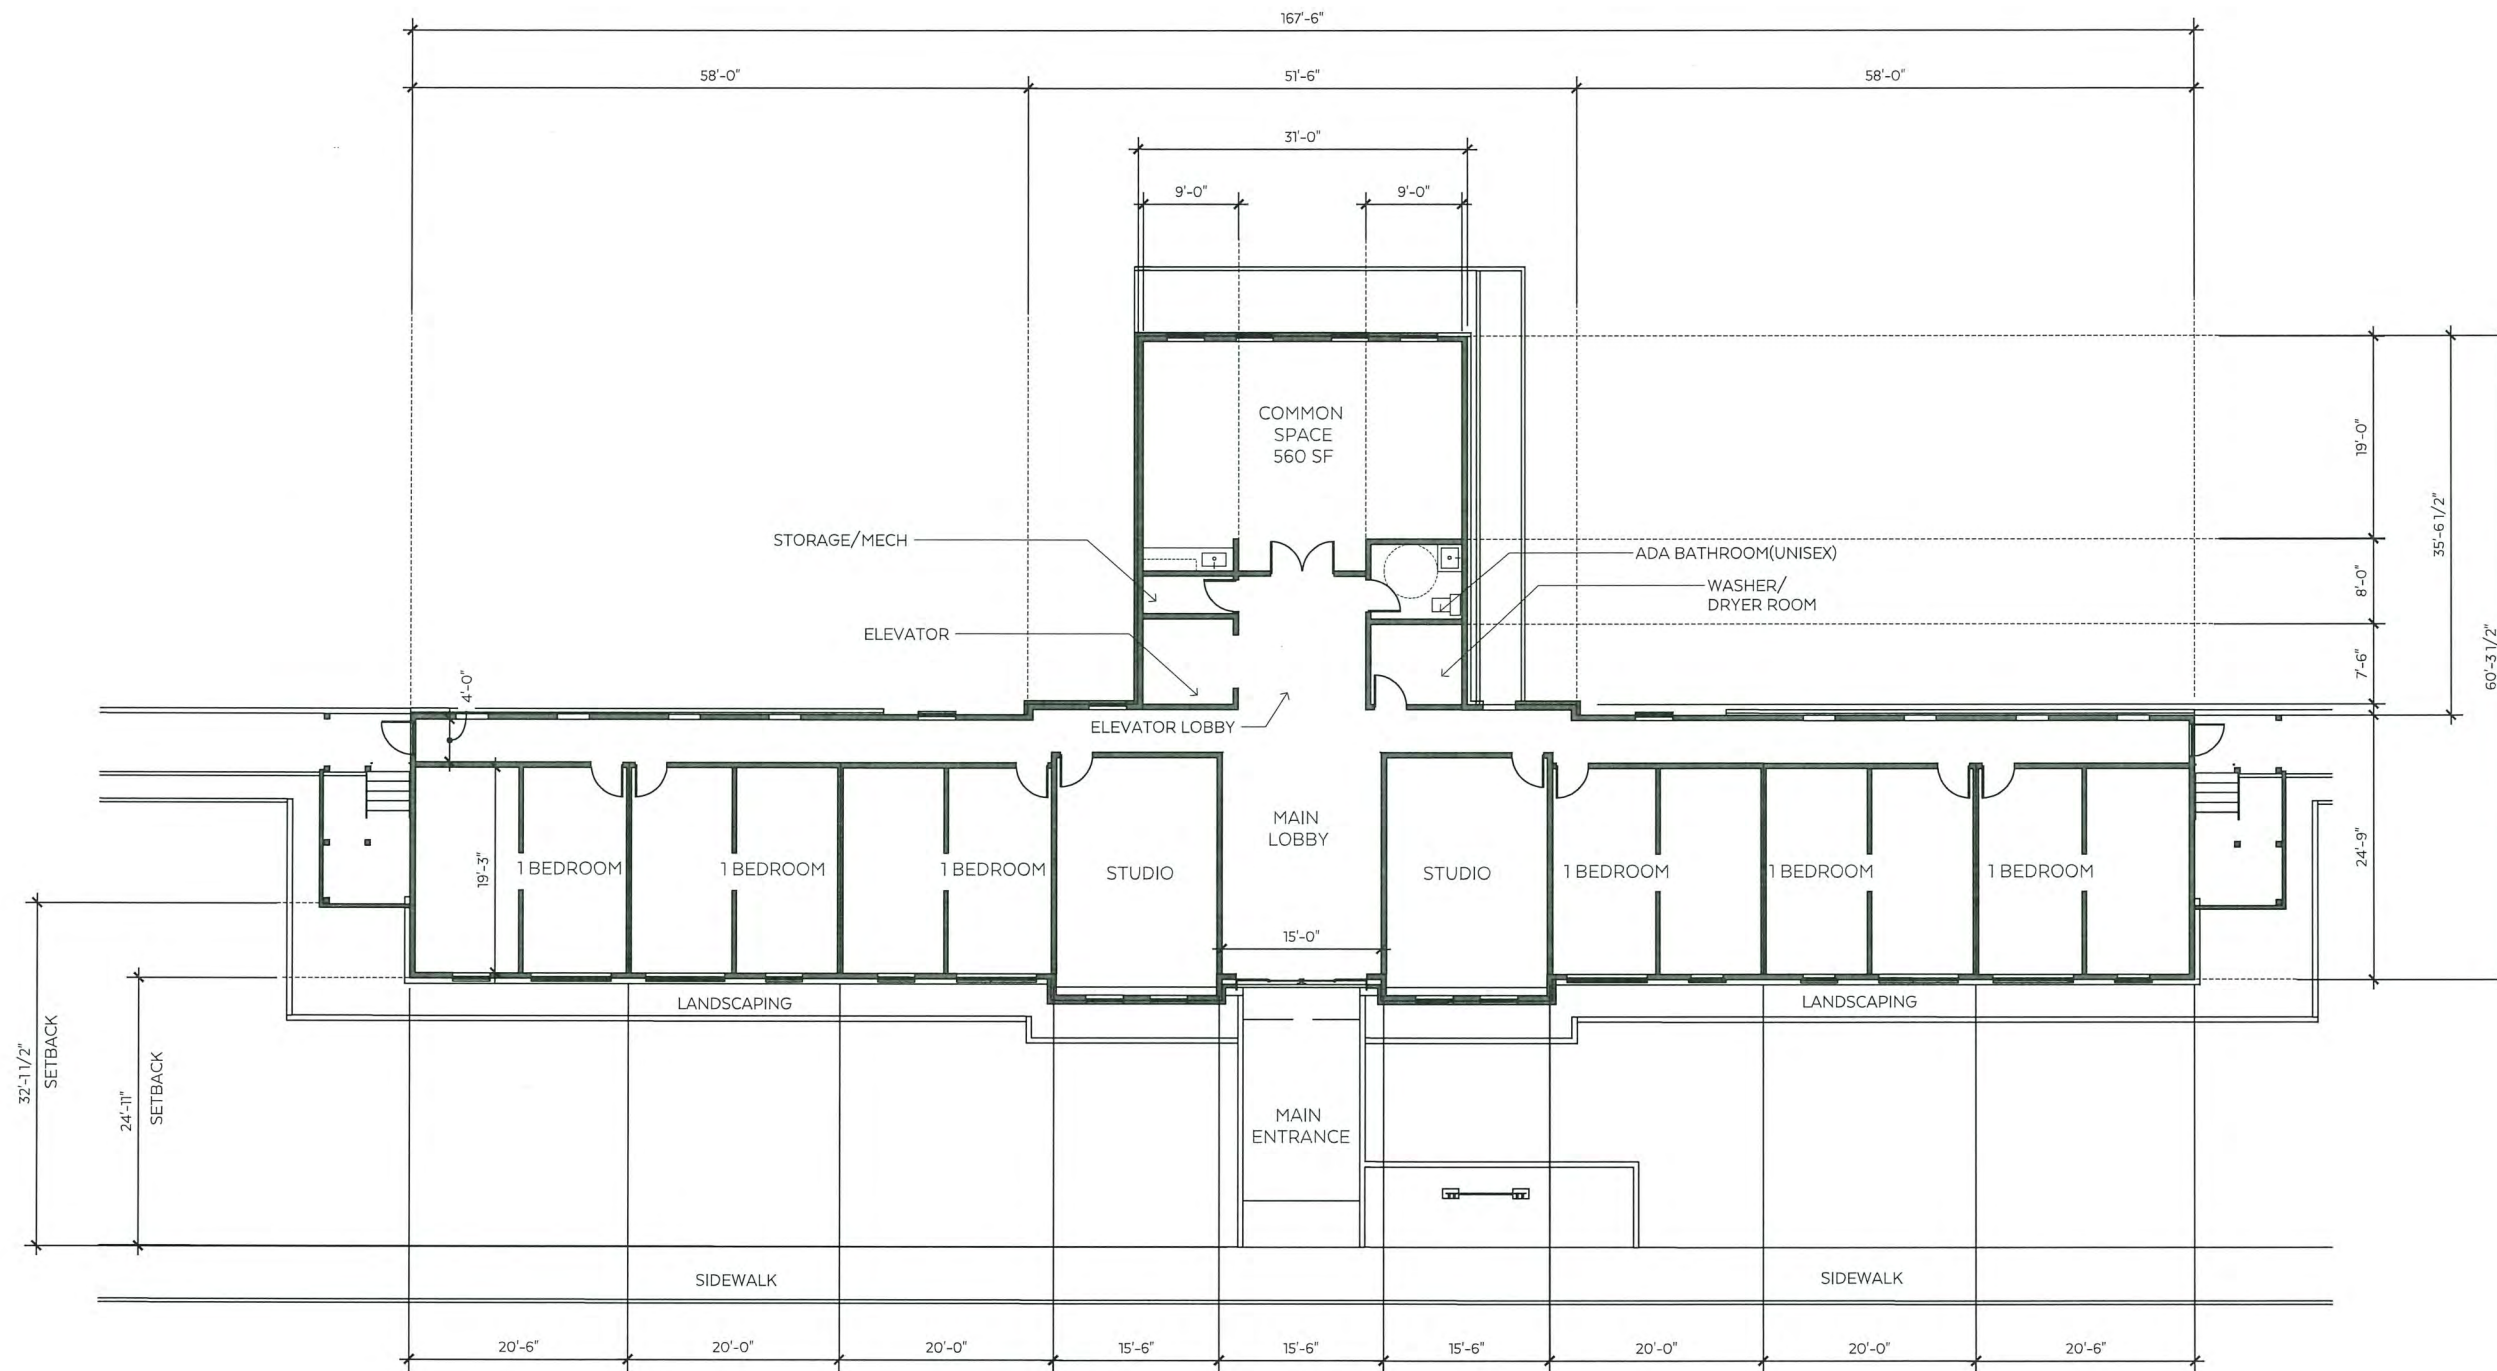 167'-6"
58'-0"
51'-6"
58'-0"
31'-0"
9'-0"
9'-0"
COMMON
SPACE
560 SF
19'-0"
35'-6 1/2"
STORAGE/MECH
ADA BATHROOM(UNISEX)
WASHER/
DRYER ROOM
8'-0"
ELEVATOR
7'-6"
60'-3 1/2"
4'-0"
ELEVATOR LOBBY
MAIN
LOBBY
19'-3"
1 BEDROOM
1 BEDROOM
1 BEDROOM
STUDIO
STUDIO
1 BEDROOM
1 BEDROOM
1 BEDROOM
24'-9"
15'-0"
LANDSCAPING
LANDSCAPING
32'-1 1/2"
SETBACK
24'-11"
SETBACK
MAIN
ENTRANCE
SIDEWALK
SIDEWALK
20'-6"
20'-0"
20'-0"
15'-6"
15'-6"
15'-6"
20'-0"
20'-0"
20'-6"